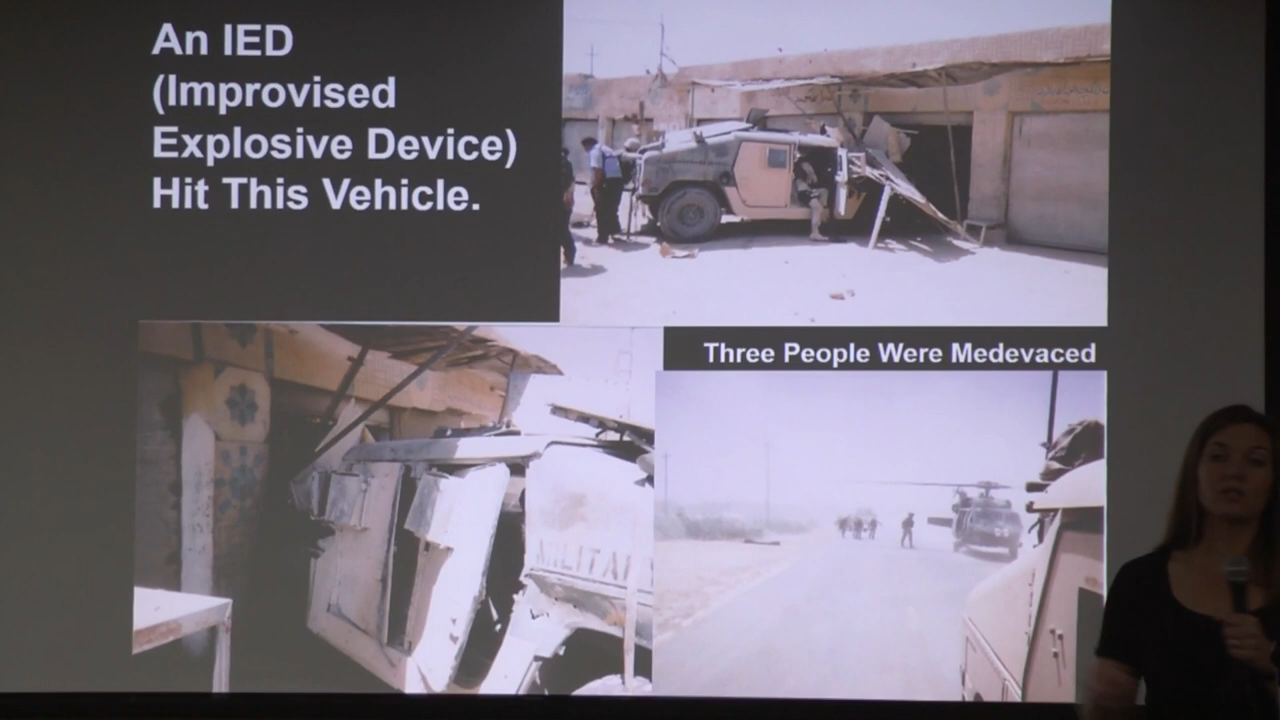 An IED
(Improvised
Explosive Device)
Hit This Vehicle.
Three People Were Medevaced
MILITA